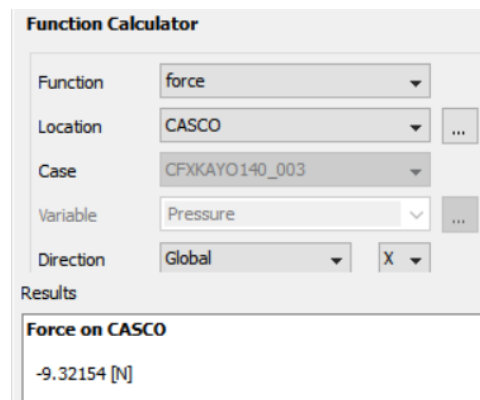 Function Calculator
Function force
Location CASCO ...
Case CFXKAYO140_003
Variable Pressure ...
Direction Global X
Results
Force on CASCO
-9.32154 [N]